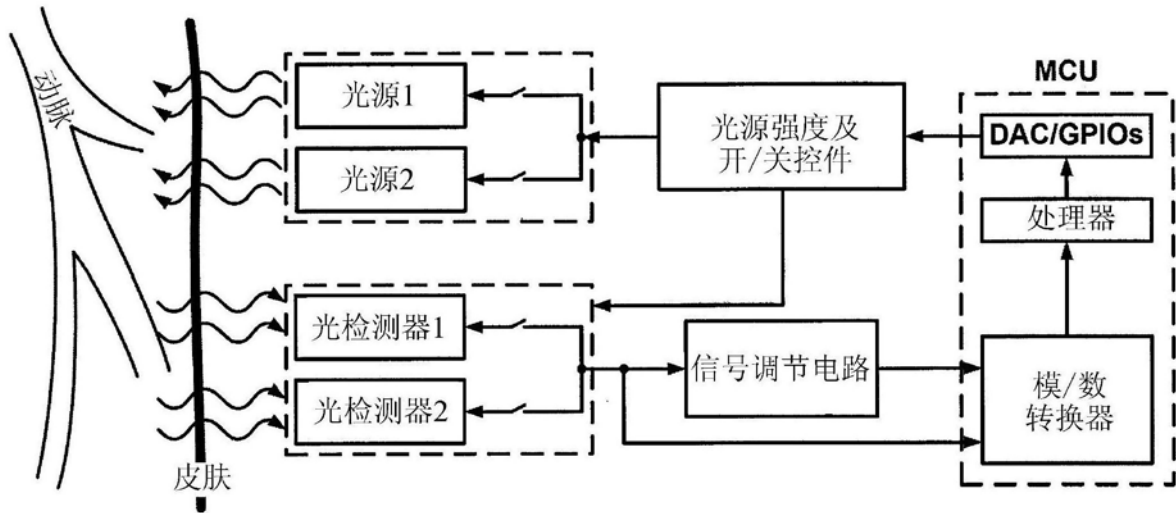 动脉
皮肤
光源1
光源2
光检测器1
光检测器2
光源强度及
开/关控件
信号调节电路
MCU
DAC/GPIOs
处理器
模/数
转换器